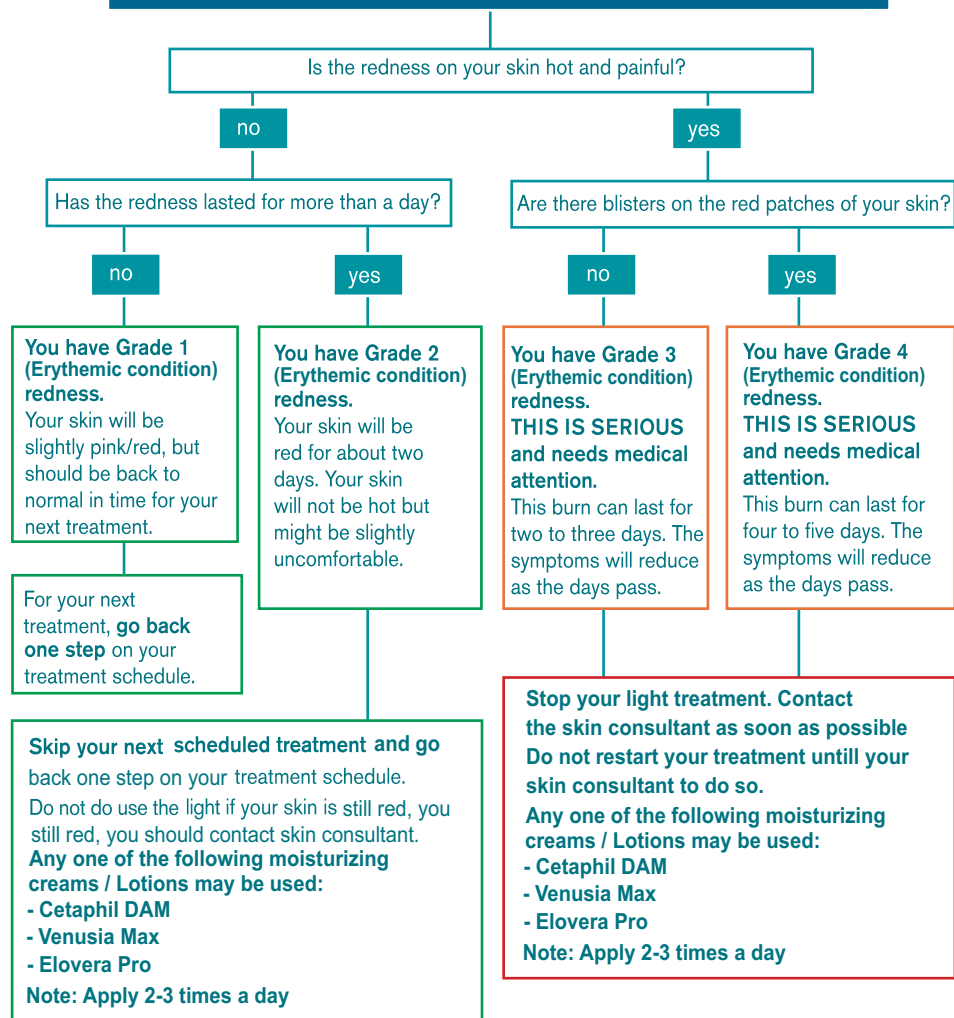 Is the redness on your skin hot and painful?
no
yes
Has the redness lasted for more than a day?
Are there blisters on the red patches of your skin?
no
yes
no
yes
You have Grade 1
(Erythemic condition)
redness.
Your skin will be
slightly pink/red, but
should be back to
normal in time for your
next treatment.
You have Grade 2
(Erythemic condition)
redness.
Your skin will be
red for about two
days. Your skin
will not be hot but
might be slightly
uncomfortable.
You have Grade 3
(Erythemic condition)
redness.
THIS IS SERIOUS
and needs medical
attention.
This burn can last for
two to three days. The
symptoms will reduce
as the days pass.
You have Grade 4
(Erythemic condition)
redness.
THIS IS SERIOUS
and needs medical
attention.
This burn can last for
four to five days. The
symptoms will reduce
as the days pass.
For your next
treatment, go back
one step on your
treatment schedule.
Skip your next scheduled treatment and go
back one step on your treatment schedule.
Do not do use the light if your skin is still red, you
still red, you should contact skin consultant.
Any one of the following moisturizing
creams / Lotions may be used:
- Cetaphil DAM
- Venusia Max
- Elovera Pro
Note: Apply 2-3 times a day
Stop your light treatment. Contact
the skin consultant as soon as possible
Do not restart your treatment untill your
skin consultant to do so.
Any one of the following moisturizing
creams / Lotions may be used:
- Cetaphil DAM
- Venusia Max
- Elovera Pro
Note: Apply 2-3 times a day